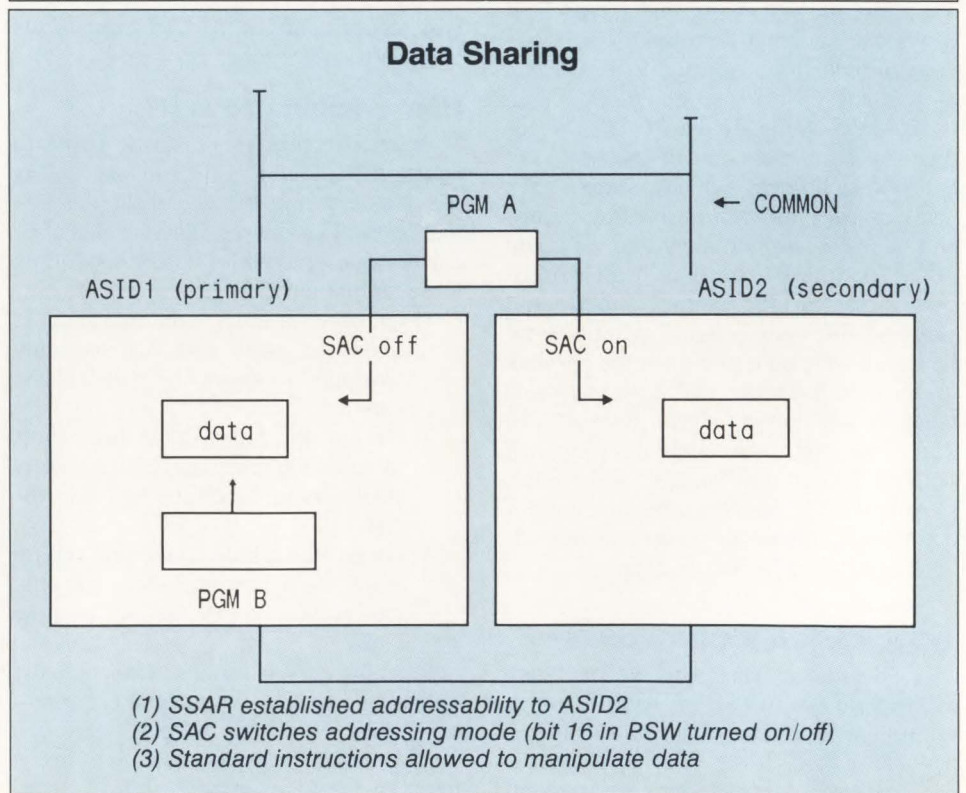 Data Sharing
PGM A
← COMMON
ASID1 (primary)
ASID2 (secondary)
SAC off
SAC on
data
data
PGM B
(1) SSAR established addressability to ASID2
(2) SAC switches addressing mode (bit 16 in PSW turned on/off)
(3) Standard instructions allowed to manipulate data